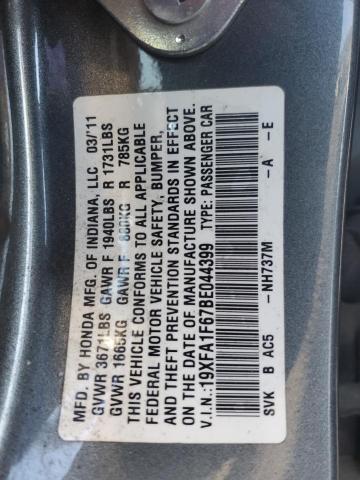 MFD. BY HONDA MFG. OF INDIANA, LLC 03/11
GVWR 3671LBS GAWR F 1940LBS R 1731LBS
GVWR 1665KG GAWR F 880KG R 785KG
THIS VEHICLE CONFORMS TO ALL APPLICABLE
FEDERAL MOTOR VEHICLE SAFETY, BUMPER,
AND THEFT PREVENTION STANDARDS IN EFFECT
ON THE DATE OF MANUFACTURE SHOWN ABOVE.
V.I.N.:19XFA1F67BE044399 TYPE: PASSENGER CAR
SVK B AC5 -NH737M -A -E